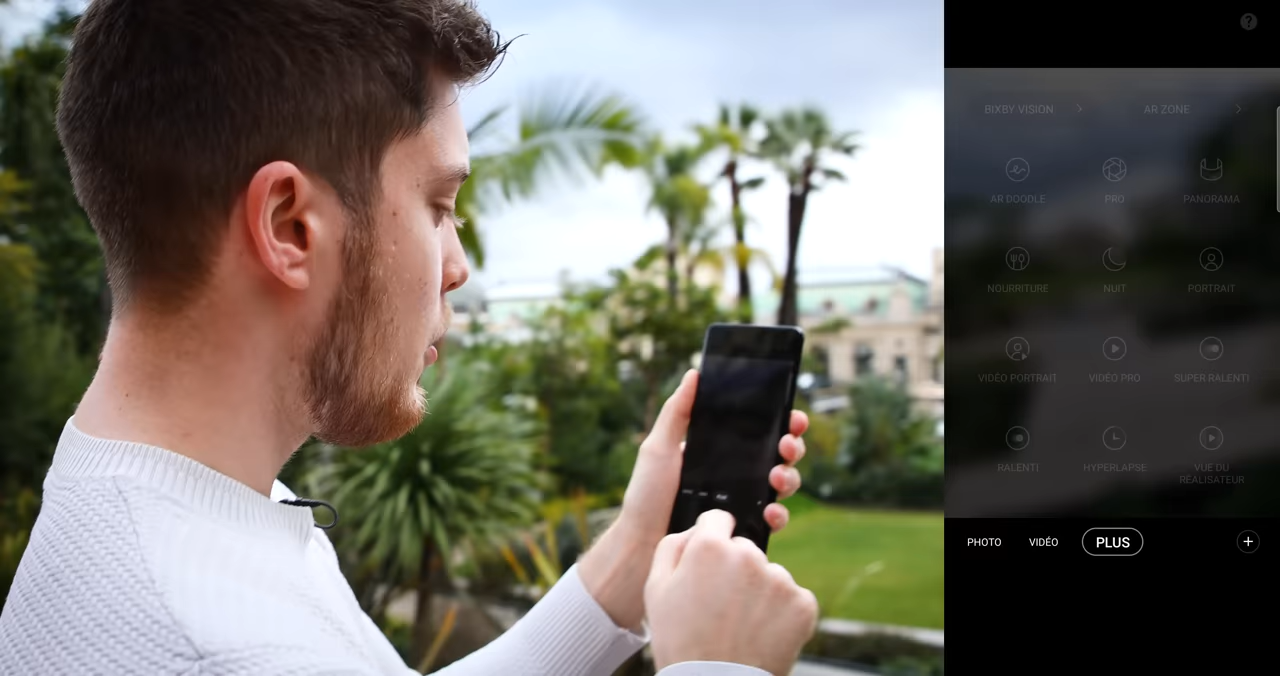 ?
BIXBY VISION
AR ZONE
AR DOODLE
PRO
PANORAMA
NOURRITURE
NUIT
PORTRAIT
VIDÉO PORTRAIT
VIDÉO PRO
SUPER RALENTI
RALENTI
HYPERLAPSE
VUE DU
RÉALISATEUR
PHOTO
VIDÉO
PLUS